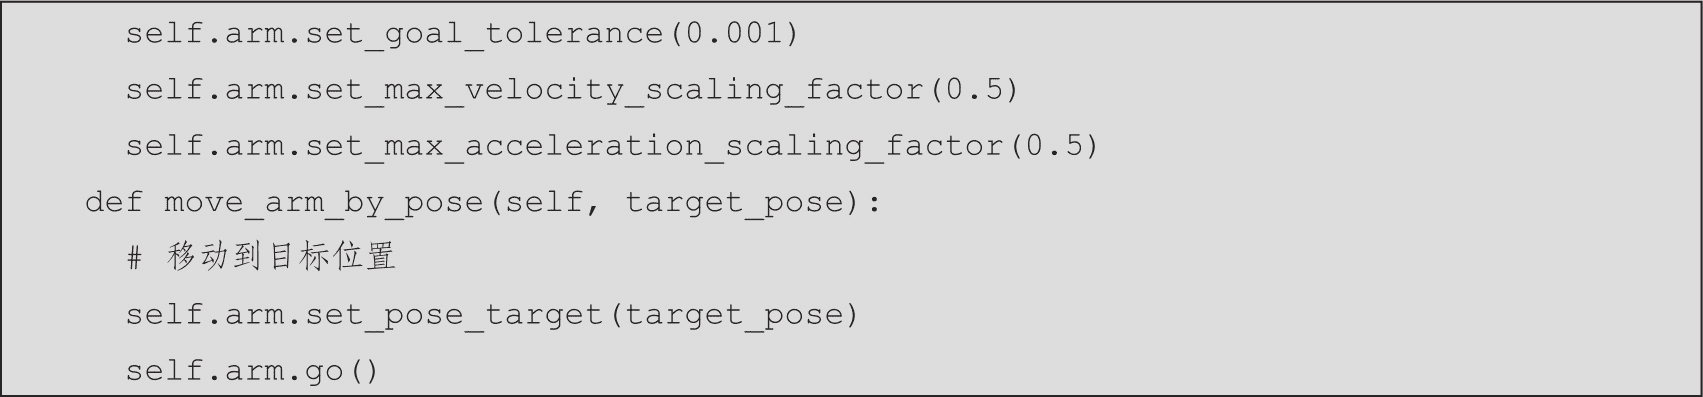 self.arm.set_goal_tolerance(0.001)
self.arm.set_max_velocity_scaling_factor(0.5)
self.arm.set_max_acceleration_scaling_factor(0.5)
def move_arm_by_pose(self, target_pose):
# 移动到目标位置
self.arm.set_pose_target(target_pose)
self.arm.go()